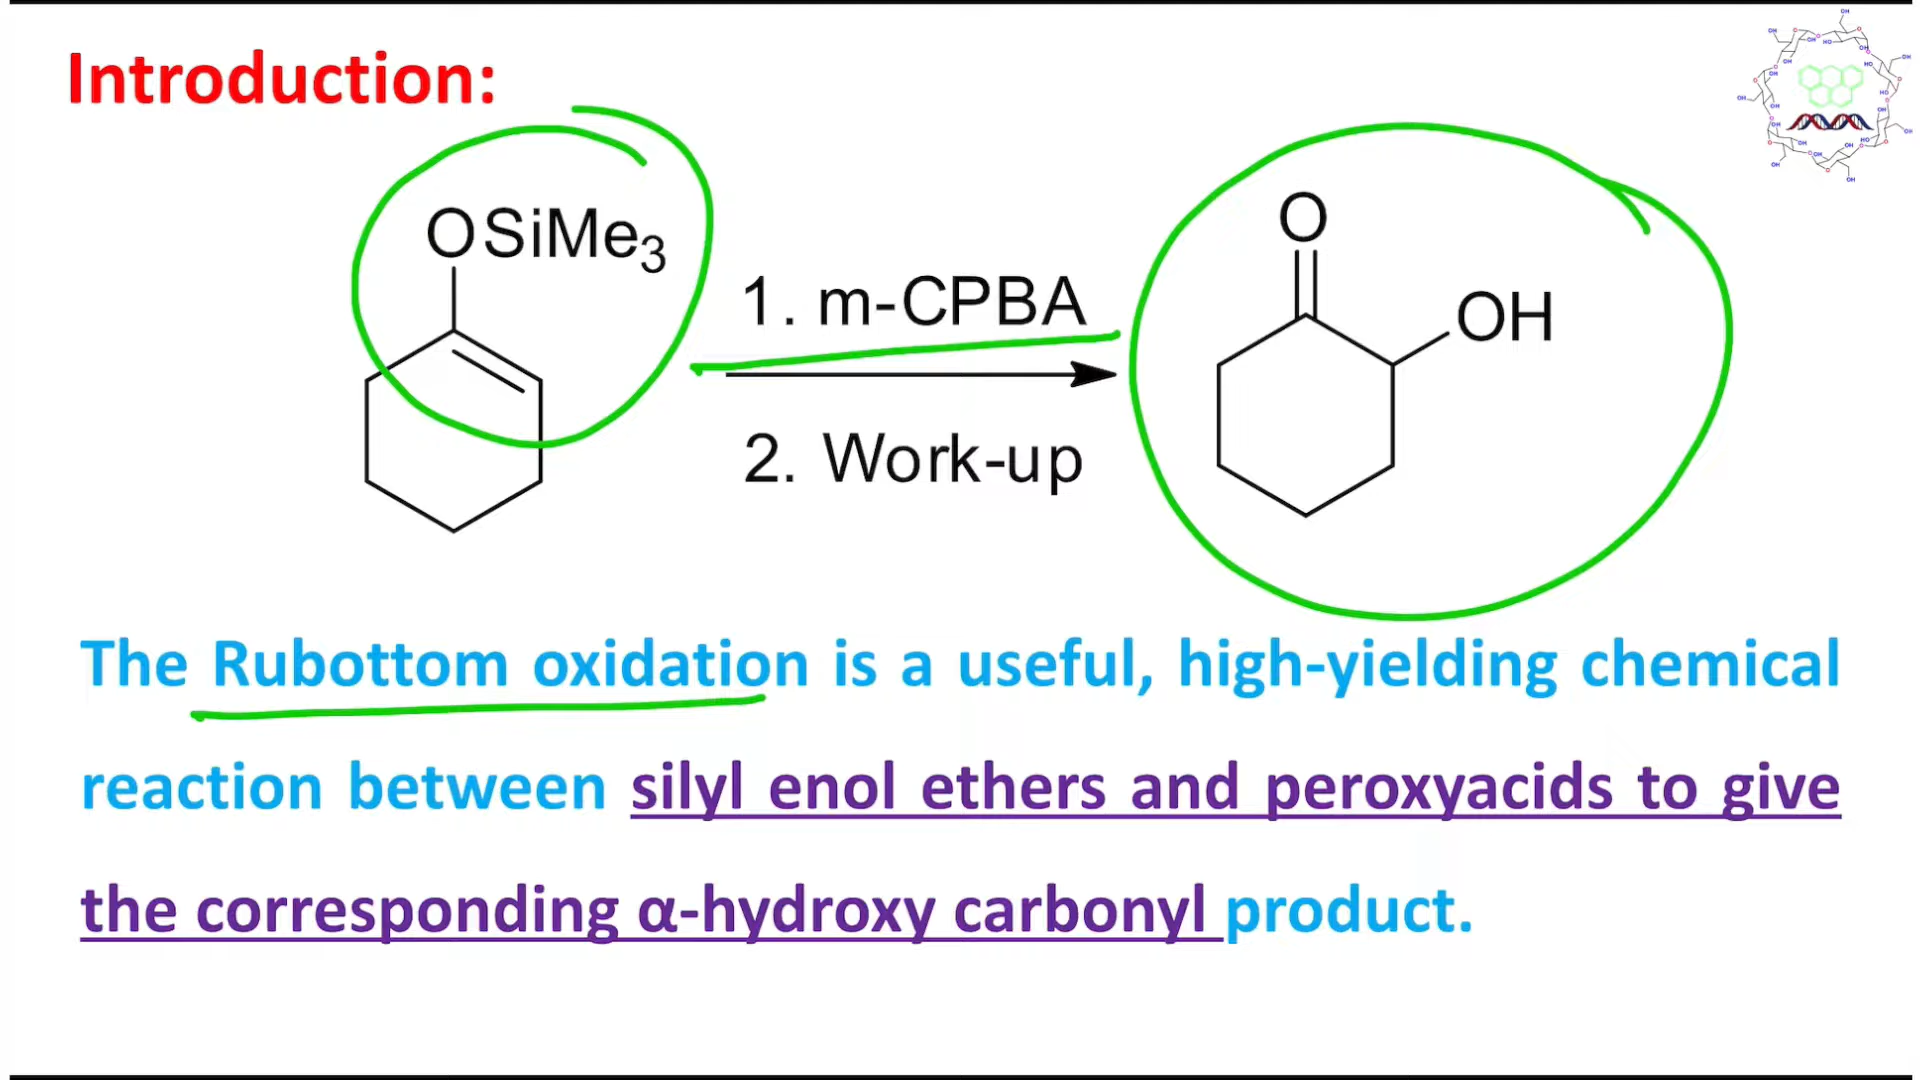 Introduction:
OSiMe3
1. m-CPBA
2. Work-up
O
OH
The Rubottom oxidation is a useful, high-yielding chemical
reaction between silyl enol ethers and peroxyacids to give
the corresponding α-hydroxy carbonyl product.